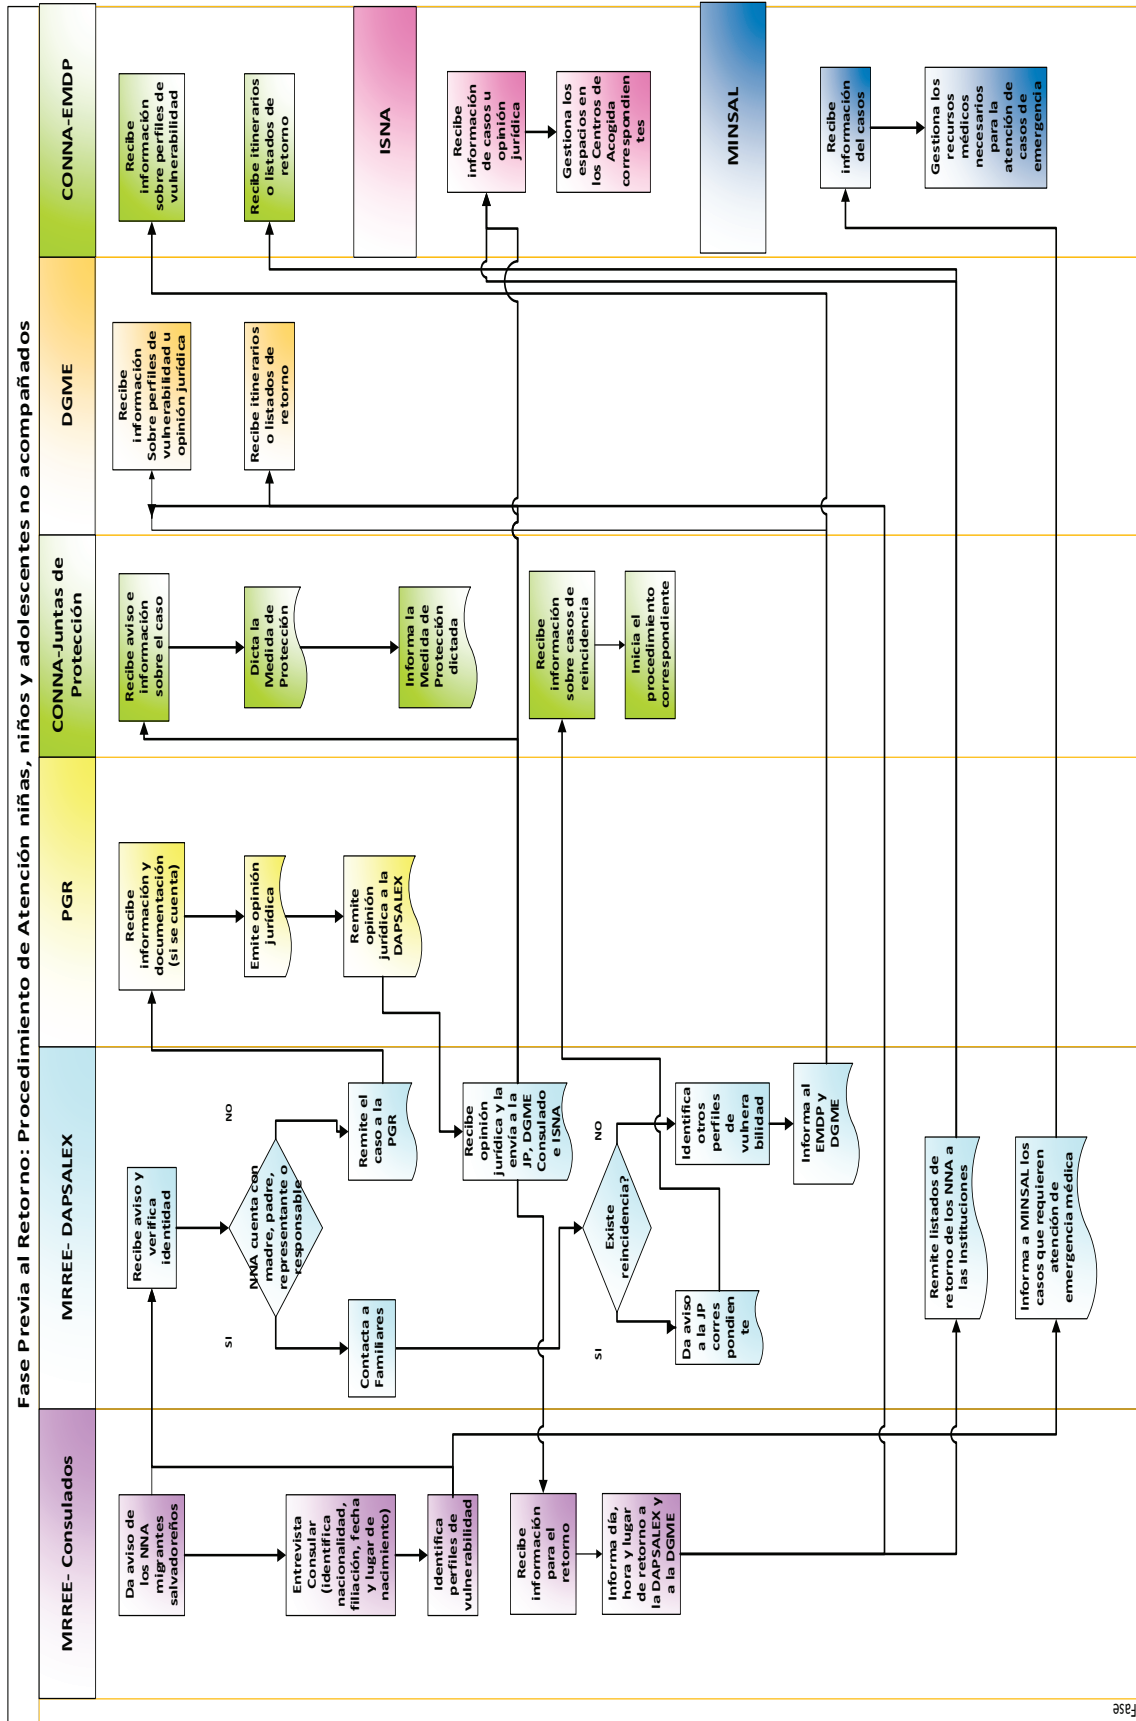 Fase Previa al Retorno: Procedimiento de Atención niñas, niños y adolescentes no acompañados
MRREE- Consulados
Da aviso de
los NNA
migrantes
salvadoreños
Entrevista
Consular
(identifica
nacionalidad,
filiación, fecha
y lugar de
nacimiento)
Identifica
perfiles de
vulnerabilidad
Recibe
información
para el
retorno
Informa día,
hora y lugar
de retorno a
la DAPSALEX y
a la DGME
MRREE- DAPSALEX
Recibe aviso y
verifica
identidad
NNA cuenta con
madre, padre,
representante o
responsable
SI
NO
Contacta a
Familiares
Remite el
caso a la
PGR
Recibe opinión
jurídica y la
envía a la
JP, DGME
Consulado
e ISNA
Existe
reincidencia?
SI
NO
Da aviso
a la JP
corres
pondien
te
Identifica
otros
perfiles
de
vulnera
bilidad
Informa al
EMDP y
DGME
Remite listados de
retorno de los NNA a
las Instituciones
Informa a MINSAL los
casos que requieren
atención de
emergencia médica
PGR
Recibe
información y
documentación
(si se cuenta)
Emite opinión
jurídica
Remite
opinión
jurídica a la
DAPSALEX
CONNA-Juntas de
Protección
Recibe aviso e
información
sobre el caso
Dicta la
Medida de
Protección
Informa la
Medida de
Protección
dictada
Recibe
información
sobre casos de
reincidencia
Inicia el
procedimiento
correspondiente
DGME
Recibe
información
Sobre perfiles de
vulnerabilidad u
opinión jurídica
Recibe itinerarios
o listados de
retorno
CONNA-EMDP
Recibe
información
sobre perfiles de
vulnerabilidad
Recibe itinerarios
o listados de
retorno
ISNA
Recibe
información
de casos u
opinión
jurídica
Gestiona los
espacios en
los Centros de
Acogida
correspondien
tes
MINSAL
Recibe
información
del casos
Gestiona los
recursos
médicos
necesarios
para la
atención de
casos de
emergencia
Fase